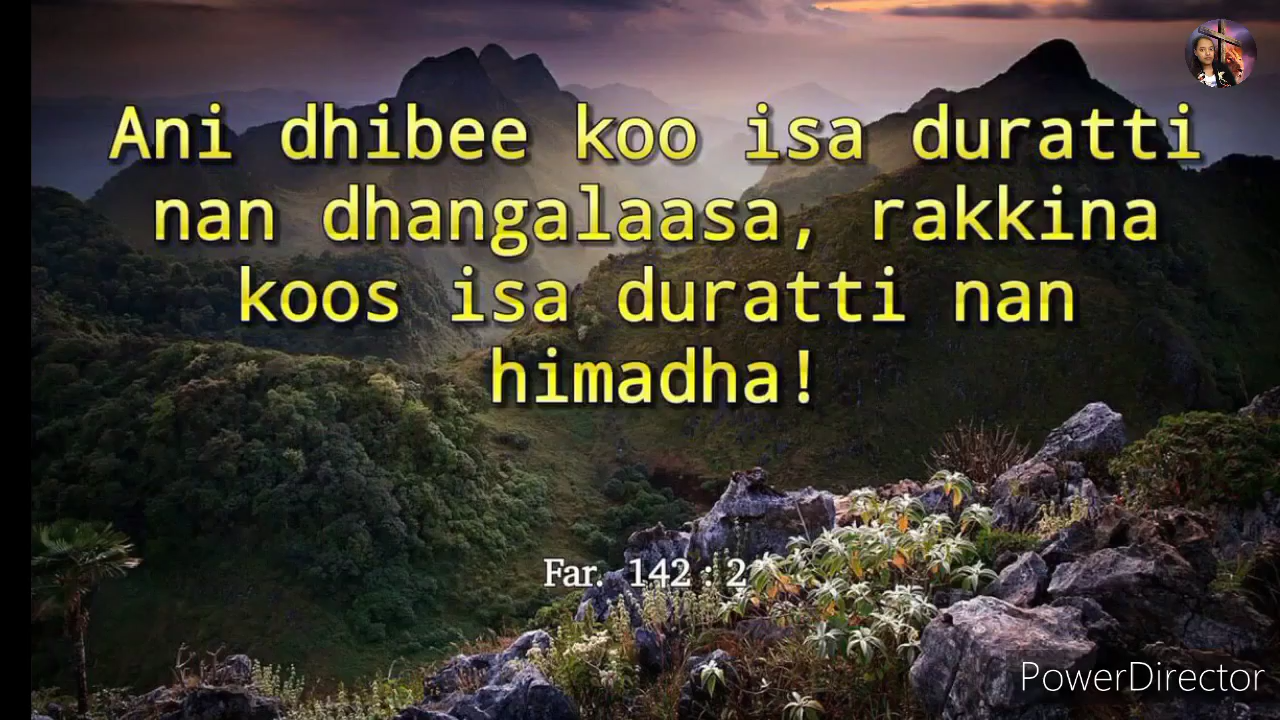 Ani dhibee koo isa duratti
nan dhangalaasa, rakkina
koos isa duratti nan
himadha!
Far. 142 : 2
PowerDirector